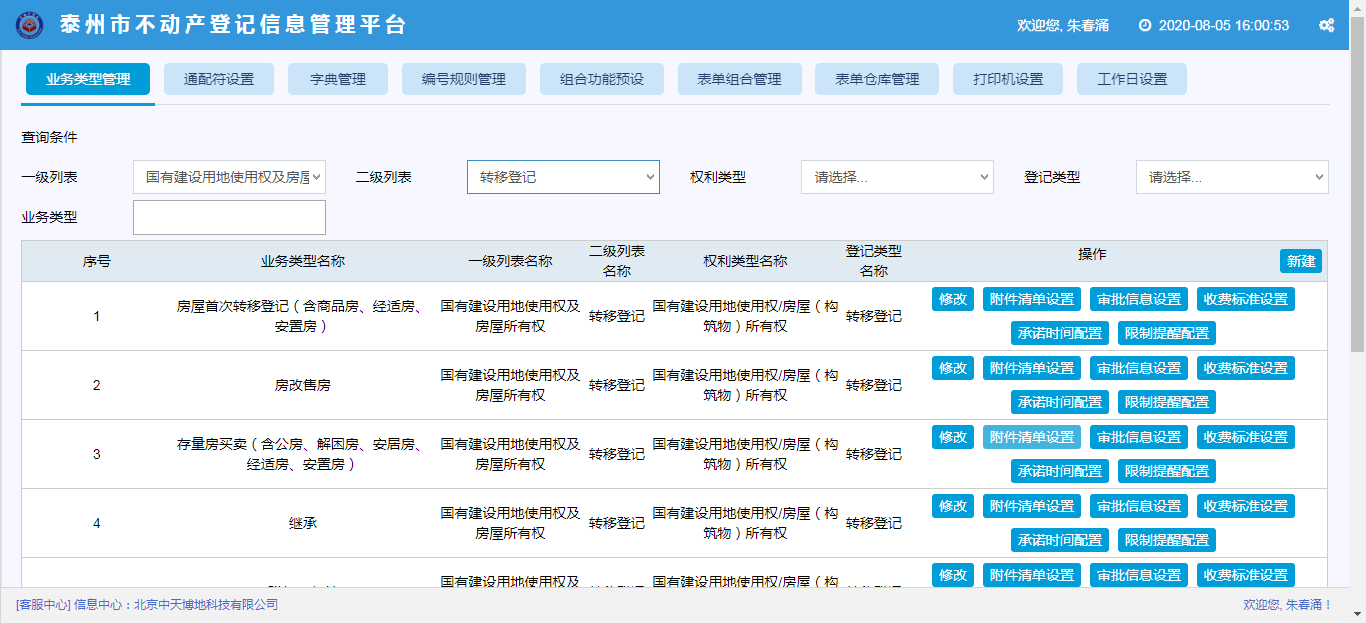 泰州市不动产登记信息管理平台
欢迎您, 朱春涌 2020-08-05 16:00:53
业务类型管理 通配符设置 字典管理 编号规则管理 组合功能预设 表单组合管理 表单仓库管理 打印机设置 工作日设置
查询条件
一级列表 国有建设用地使用权及房屋 二级列表 转移登记 权利类型 请选择... 登记类型 请选择...
业务类型
序号 业务类型名称 一级列表名称 二级列表名称 权利类型名称 登记类型名称 操作 新建
1 房屋首次转移登记（含商品房、经适房、安置房） 国有建设用地使用权及房屋所有权 转移登记 国有建设用地使用权/房屋（构筑物）所有权 转移登记 修改 附件清单设置 审批信息设置 收费标准设置
承诺时间配置 限制提醒配置
2 房改售房 国有建设用地使用权及房屋所有权 转移登记 国有建设用地使用权/房屋（构筑物）所有权 转移登记 修改 附件清单设置 审批信息设置 收费标准设置
承诺时间配置 限制提醒配置
3 存量房买卖（含公房、解困房、安居房、经适房、安置房） 国有建设用地使用权及房屋所有权 转移登记 国有建设用地使用权/房屋（构筑物）所有权 转移登记 修改 附件清单设置 审批信息设置 收费标准设置
承诺时间配置 限制提醒配置
4 继承 国有建设用地使用权及房屋所有权 转移登记 国有建设用地使用权/房屋（构筑物）所有权 转移登记 修改 附件清单设置 审批信息设置 收费标准设置
承诺时间配置 限制提醒配置
国有建设用地使用权及 国有建设用地使用权/房屋（构 修改 附件清单设置 审批信息设置 收费标准设置
[客服中心] 信息中心：北京中天博地科技有限公司 欢迎您, 朱春涌！